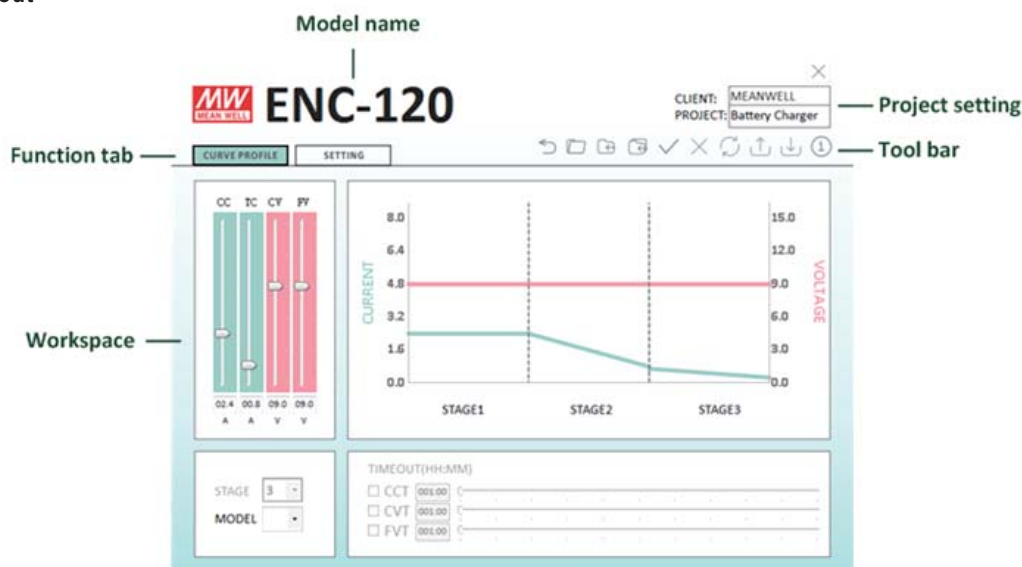 out
Model name
MW
MEAN WELL
ENC-120
CLIENT: MEANWELL
PROJECT: Battery Charger
Project setting
Function tab
CURVE PROFILE
SETTING
Tool bar
CC TC CV FV
02.4 00.8 09.0 09.0
A A V V
Workspace
CURRENT
8.0
6.4
4.8
3.2
1.6
0.0
15.0
12.0
9.0
6.0
3.0
0.0
VOLTAGE
STAGE1 STAGE2 STAGE3
STAGE 3
MODEL
TIMEOUT(HH:MM)
CCT 001:00
CVT 001:00
FVT 001:00